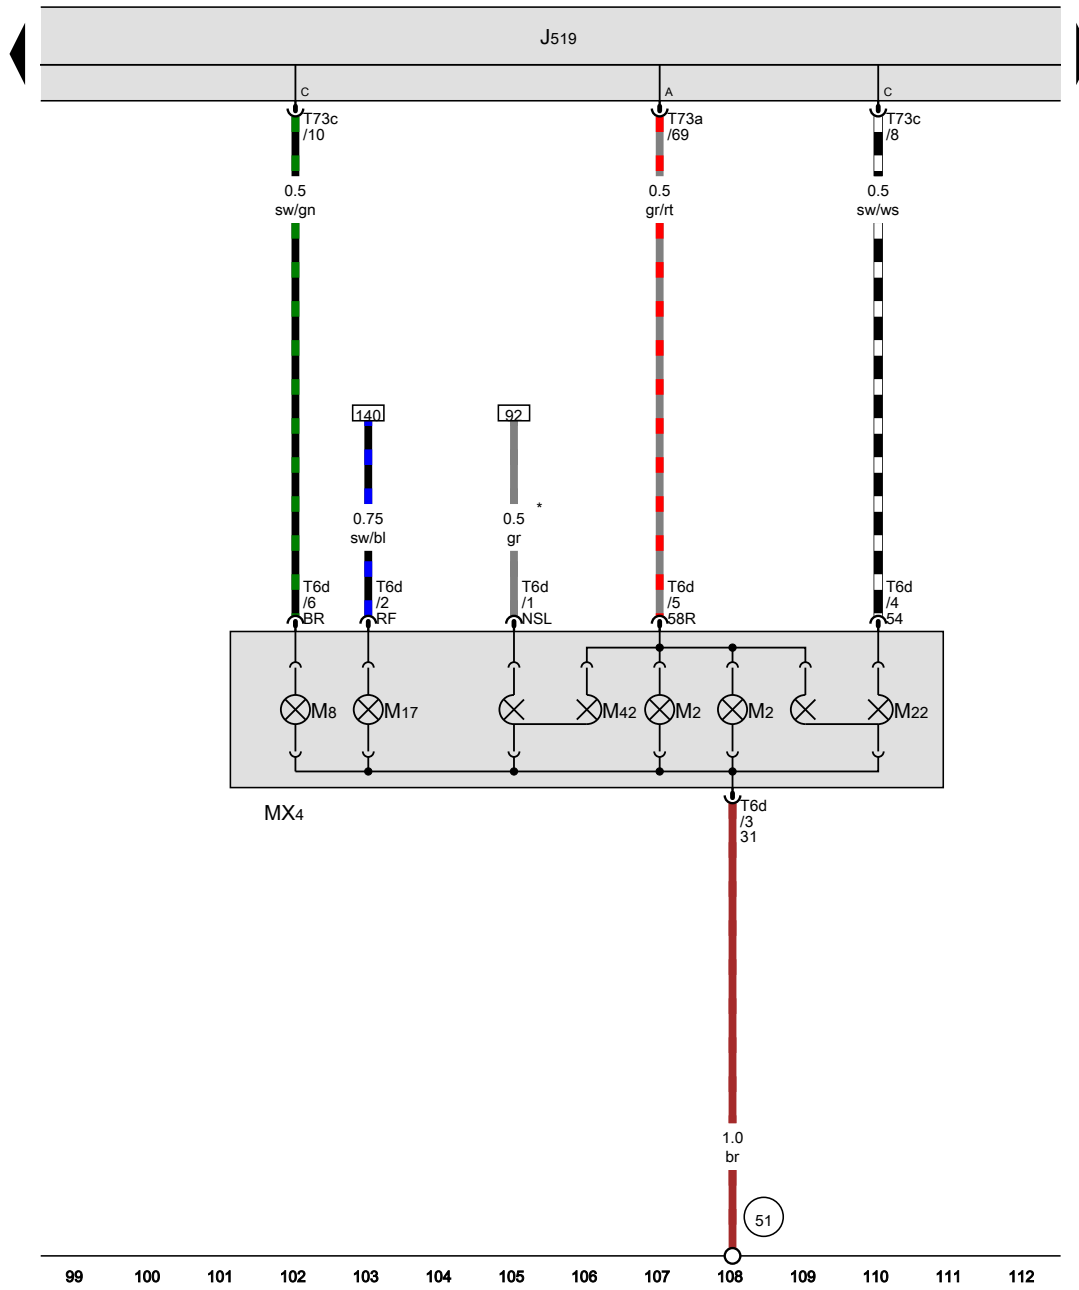 J519
C
A
C
T73c
/10
T73a
/69
T73c
/8
0.5
sw/gn
0.5
gr/rt
0.5
sw/ws
140
92
0.75
sw/bl
0.5
gr
*
T6d
/6
BR
T6d
/2
RF
T6d
/1
NSL
T6d
/5
58R
T6d
/4
54
M8
M17
M42
M2
M2
M22
MX4
T6d
/3
31
1.0
br
51
99 100 101 102 103 104 105 106 107 108 109 110 111 112